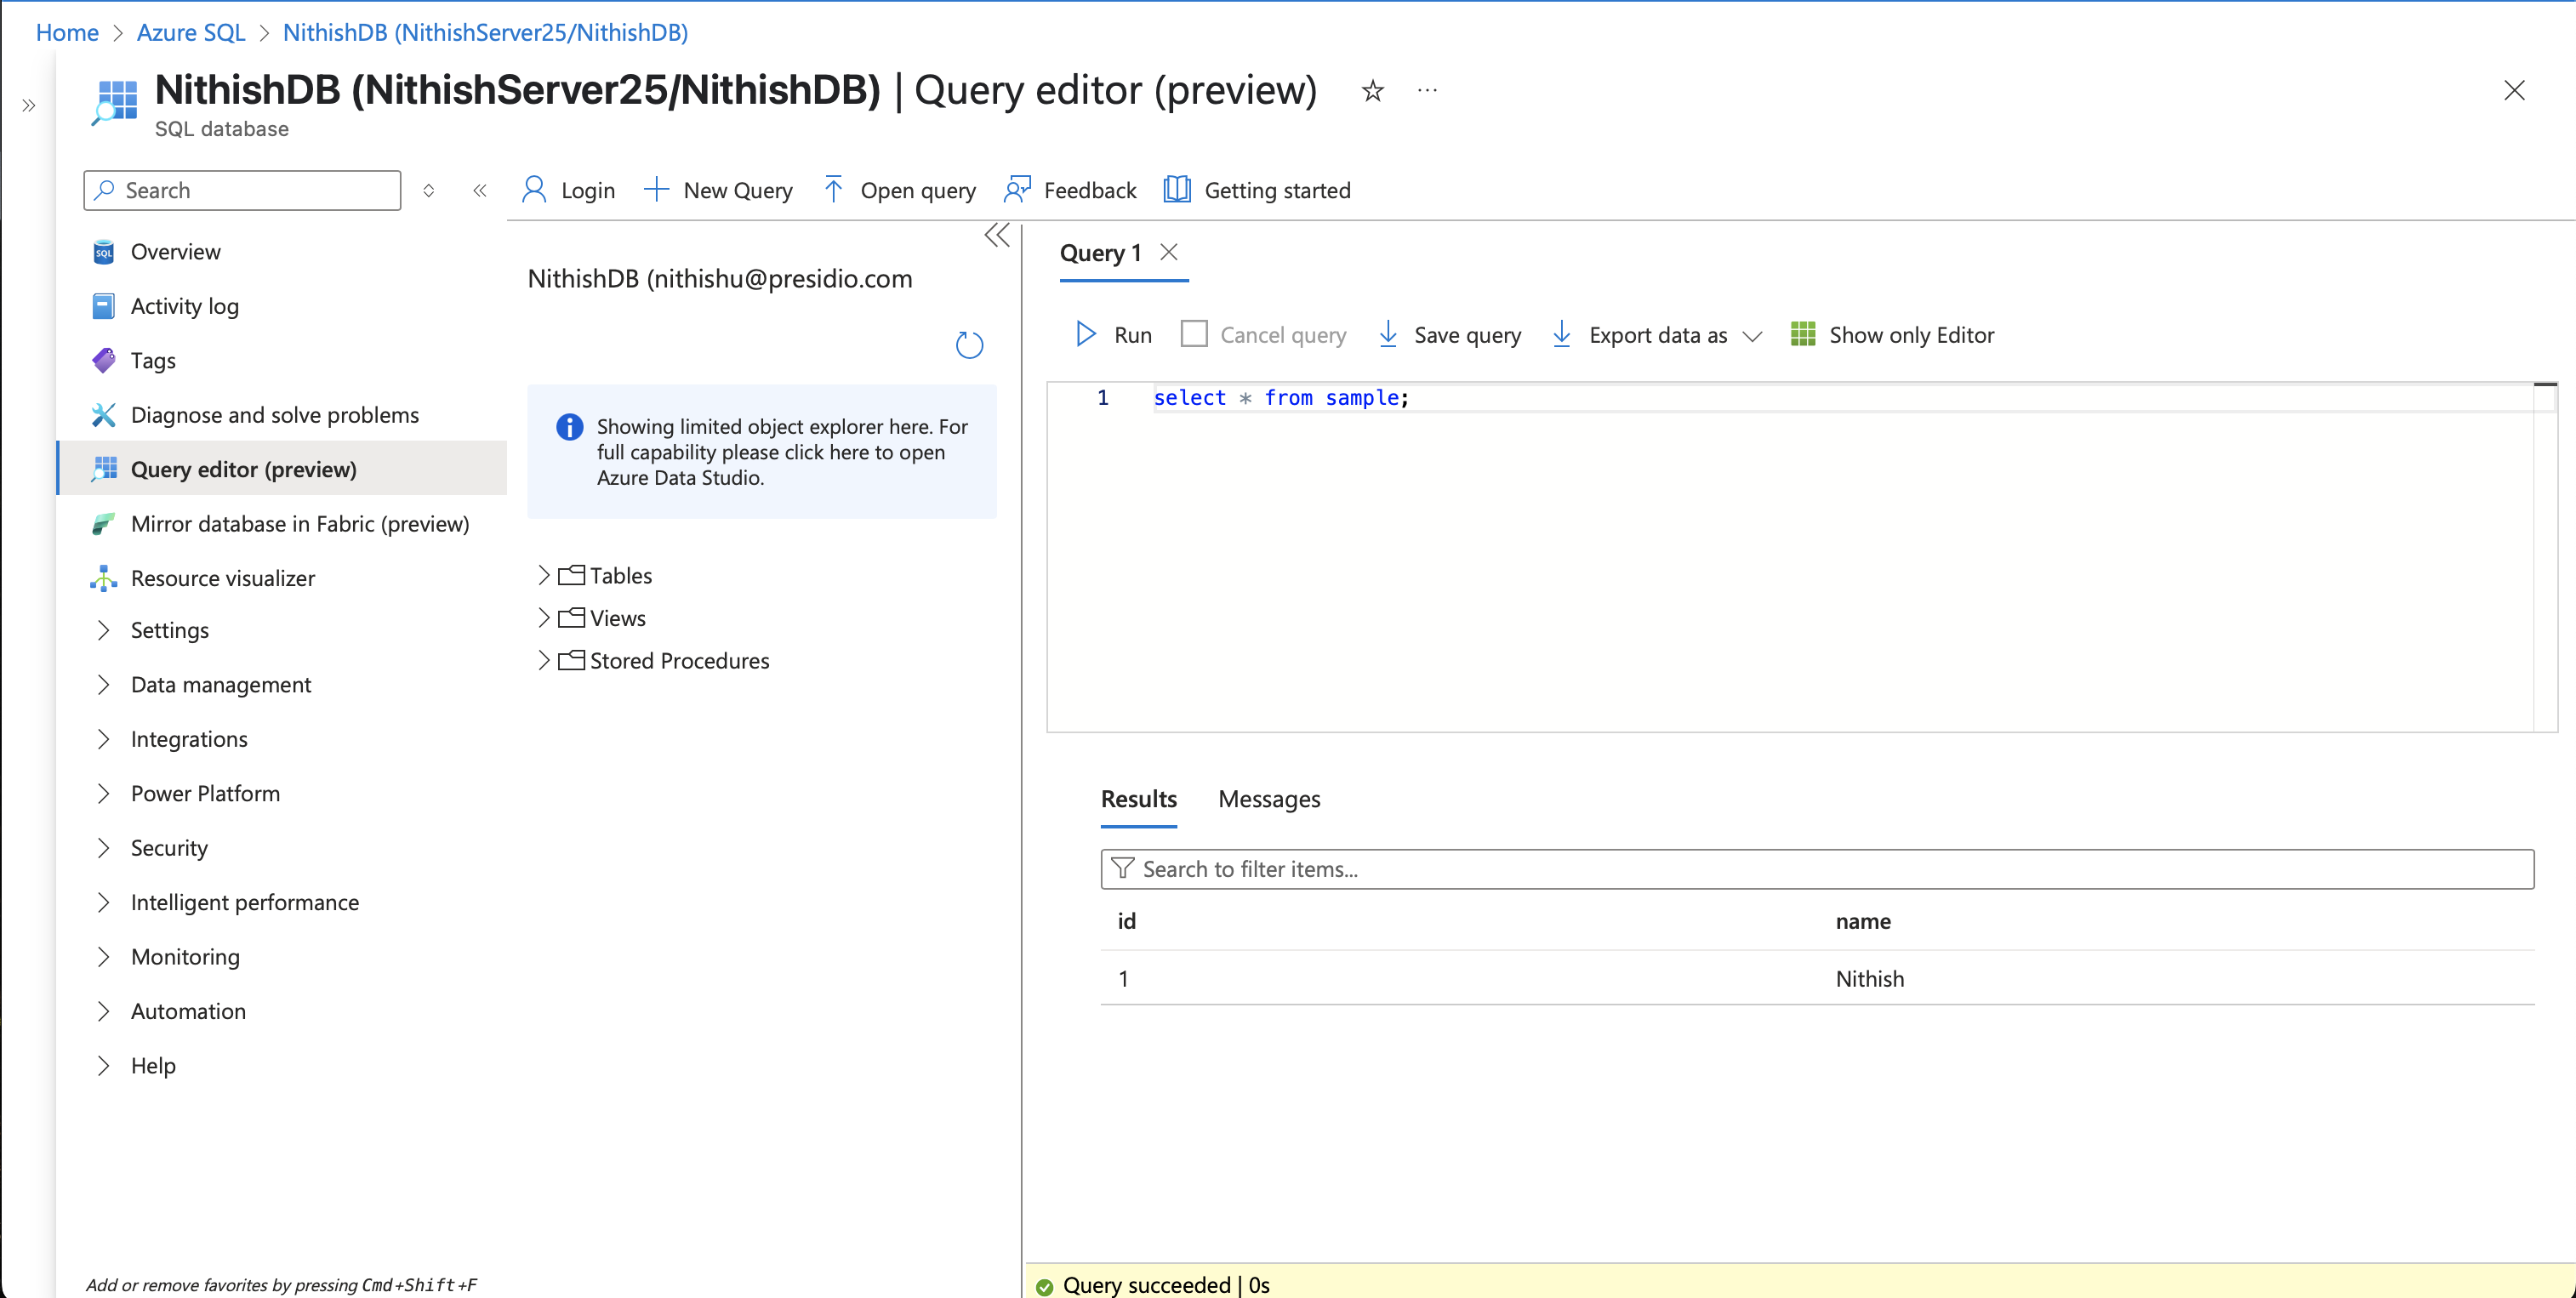 Home > Azure SQL > NithishDB (NithishServer25/NithishDB)
NithishDB (NithishServer25/NithishDB) | Query editor (preview)
SQL database
Search
Login
New Query
Open query
Feedback
Getting started
Overview
Activity log
Tags
Diagnose and solve problems
Query editor (preview)
Mirror database in Fabric (preview)
Resource visualizer
Settings
Data management
Integrations
Power Platform
Security
Intelligent performance
Monitoring
Automation
Help
Add or remove favorites by pressing Cmd+Shift+F
NithishDB (nithishu@presidio.com
Showing limited object explorer here. For
full capability please click here to open
Azure Data Studio.
Tables
Views
Stored Procedures
Query 1
Run
Cancel query
Save query
Export data as
Show only Editor
1 select * from sample;
Results Messages
Search to filter items...
id name
1 Nithish
Query succeeded | 0s